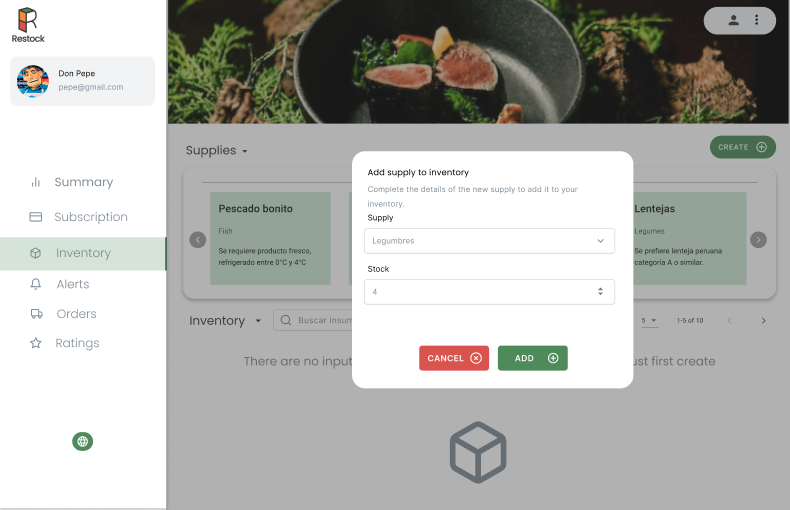 Restock
Don Pepe
pepe@gmail.com
Summary
Subscription
Inventory
Alerts
Orders
Ratings
Supplies
CREATE
Pescado bonito
Fish
Se requiere producto fresco,
refrigerado entre 0°C y 4°C
Lentejas
Legumes
Se prefiere lenteja peruana
categoría A o similar.
Add supply to inventory
Complete the details of the new supply to add it to your
inventory.
Supply
Legumbres
Stock
4
CANCEL
ADD
Inventory
Buscar insum
5
1-5 of 10
There are no input
ust first create